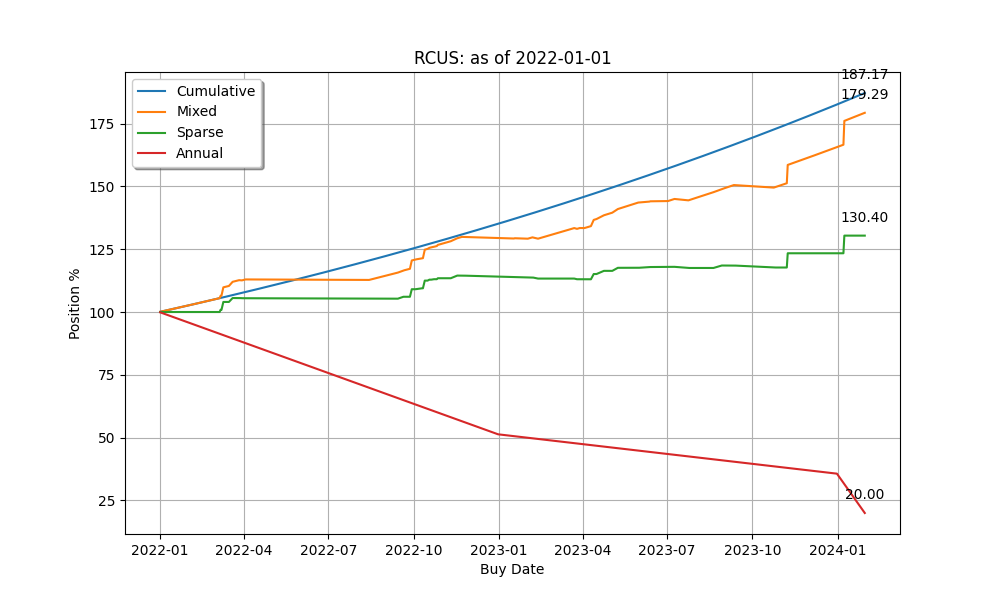 RCUS: as of 2022-01-01
187.17
179.29
130.40
20.00
Cumulative
Mixed
Sparse
Annual
Position %
175
150
125
100
75
50
25
2022-01 2022-04 2022-07 2022-10 2023-01 2023-04 2023-07 2023-10 2024-01
Buy Date